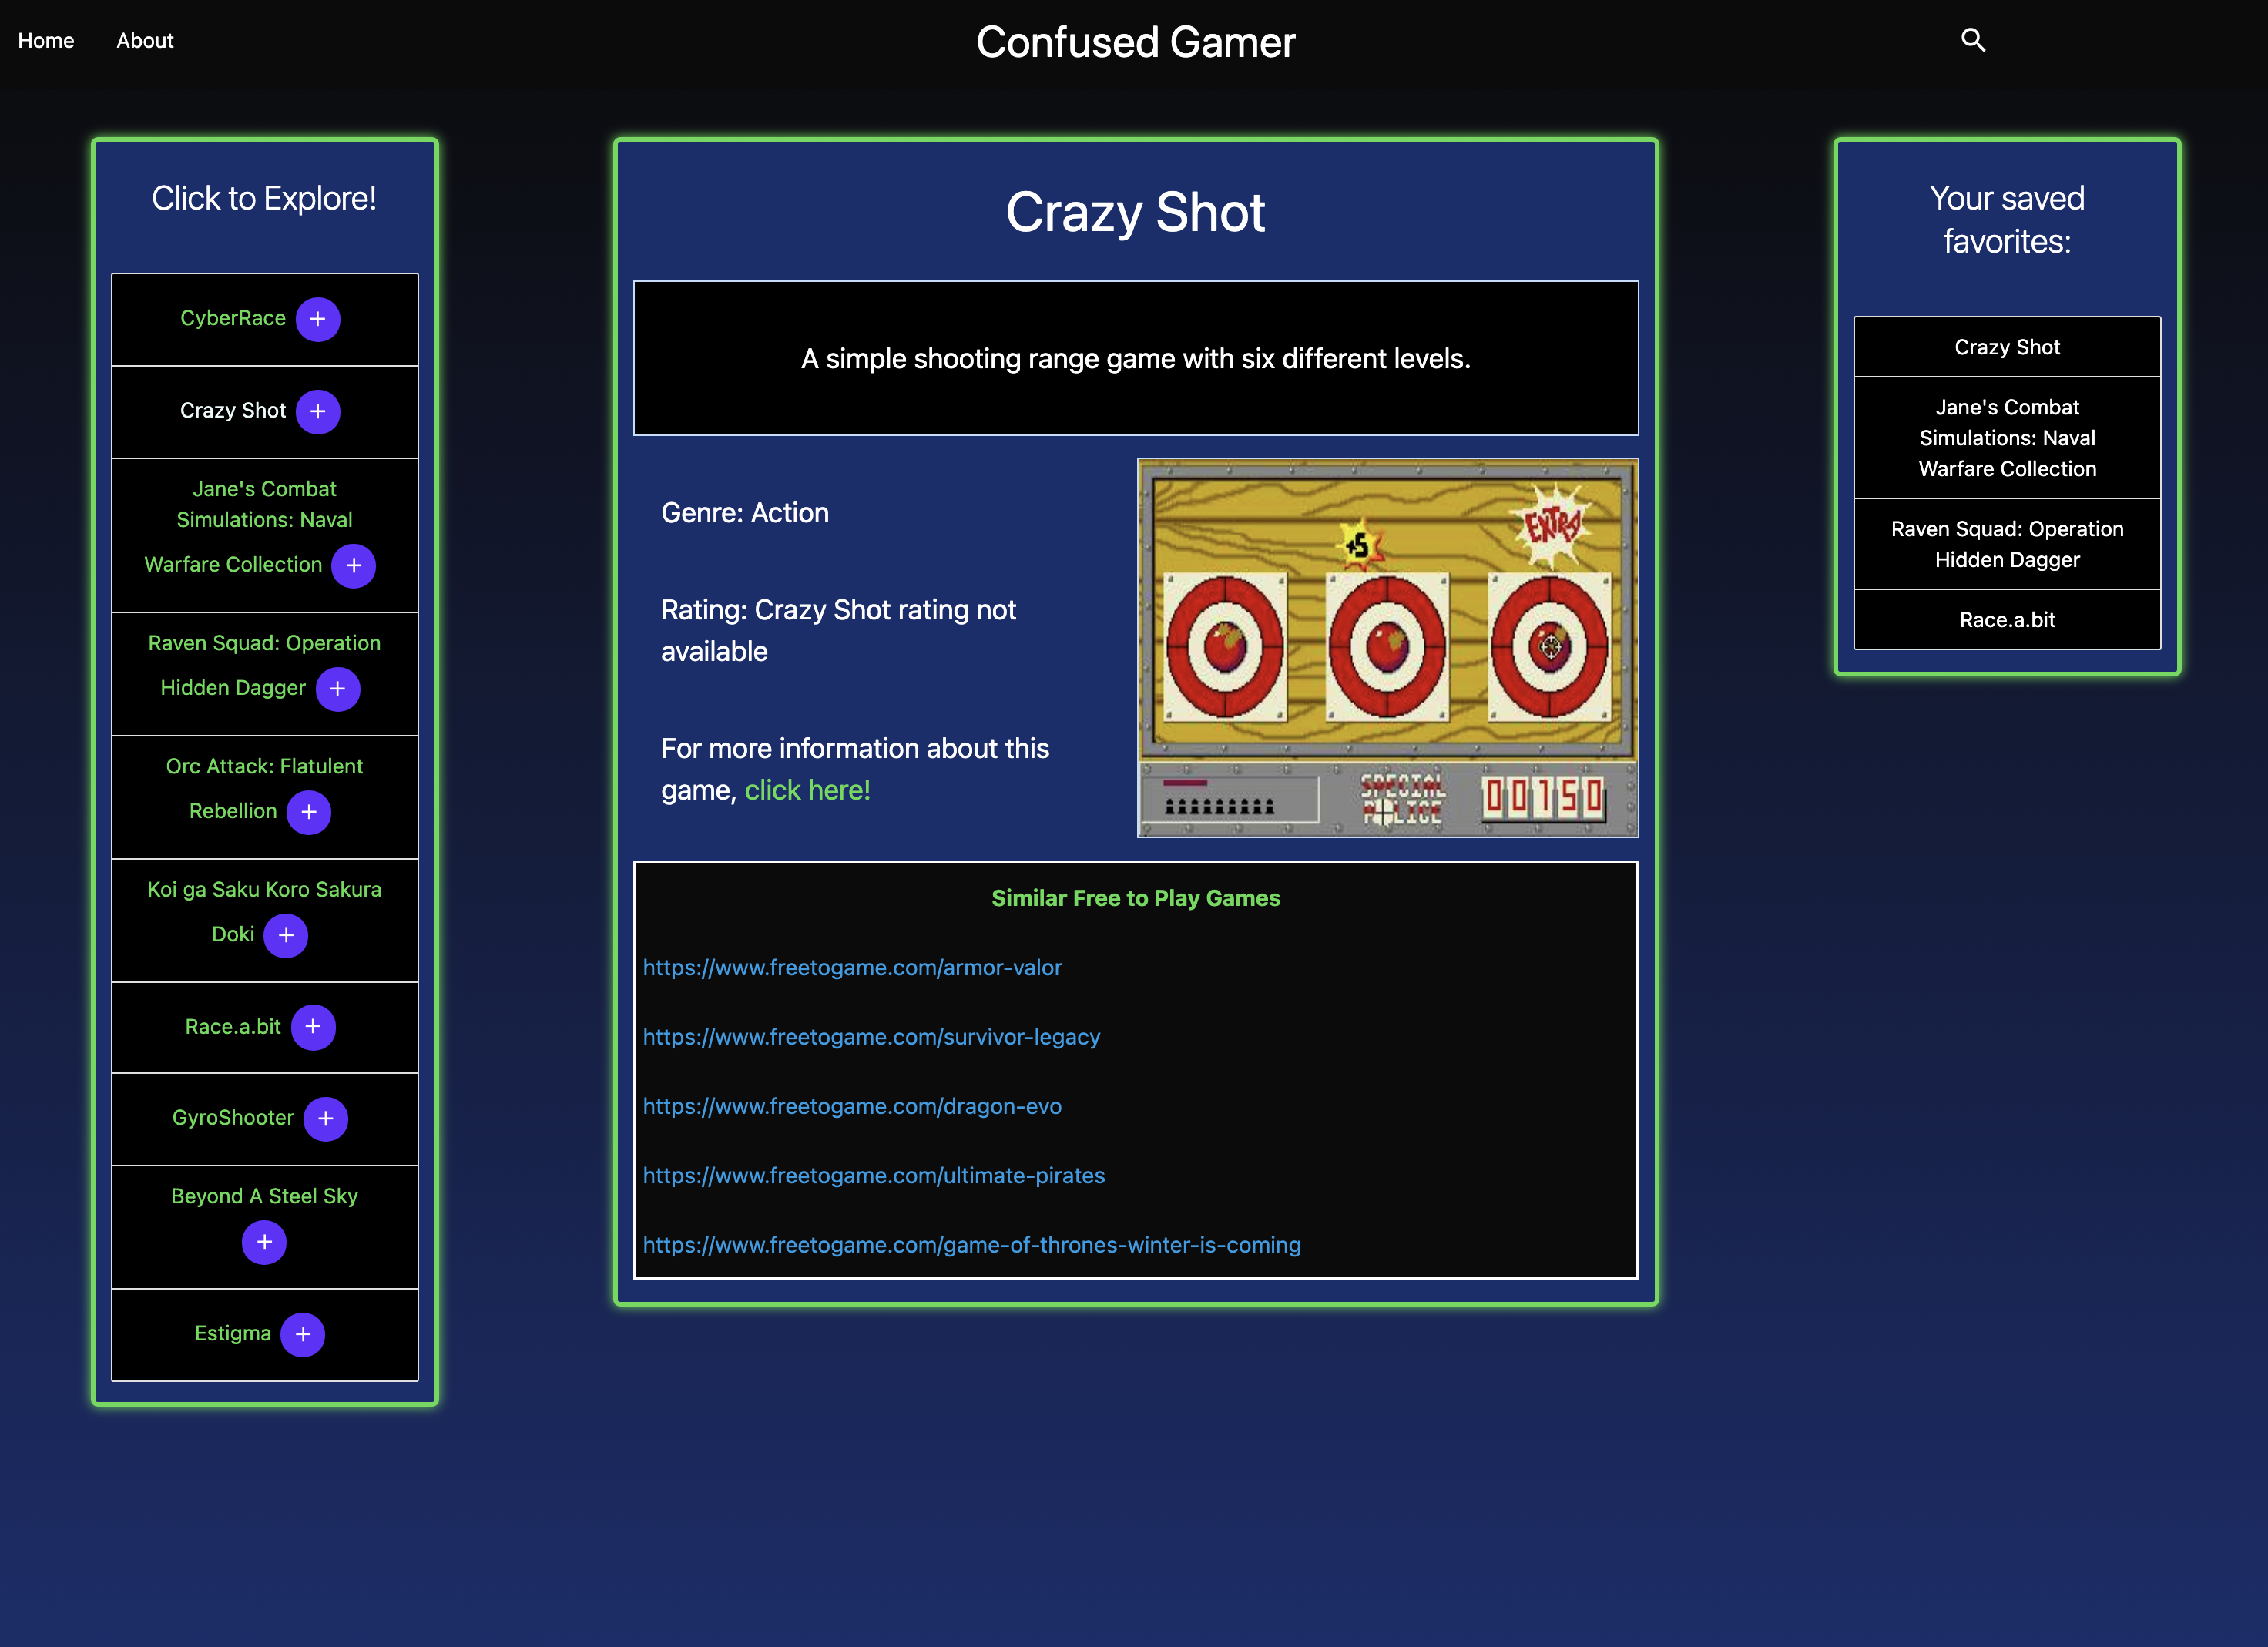 Home
About
Confused Gamer
Click to Explore!
CyberRace +
Crazy Shot +
Jane's Combat
Simulations: Naval
Warfare Collection +
Raven Squad: Operation
Hidden Dagger +
Orc Attack: Flatulent
Rebellion +
Koi ga Saku Koro Sakura
Doki +
Race.a.bit +
GyroShooter +
Beyond A Steel Sky
+
Estigma +
Crazy Shot
A simple shooting range game with six different levels.
Genre: Action
Rating: Crazy Shot rating not
available
For more information about this
game, click here!
+5
EXTRA
SPECIAL
POLICE
00150
Similar Free to Play Games
https://www.freetogame.com/armor-valor
https://www.freetogame.com/survivor-legacy
https://www.freetogame.com/dragon-evo
https://www.freetogame.com/ultimate-pirates
https://www.freetogame.com/game-of-thrones-winter-is-coming
Your saved
favorites:
Crazy Shot
Jane's Combat
Simulations: Naval
Warfare Collection
Raven Squad: Operation
Hidden Dagger
Race.a.bit